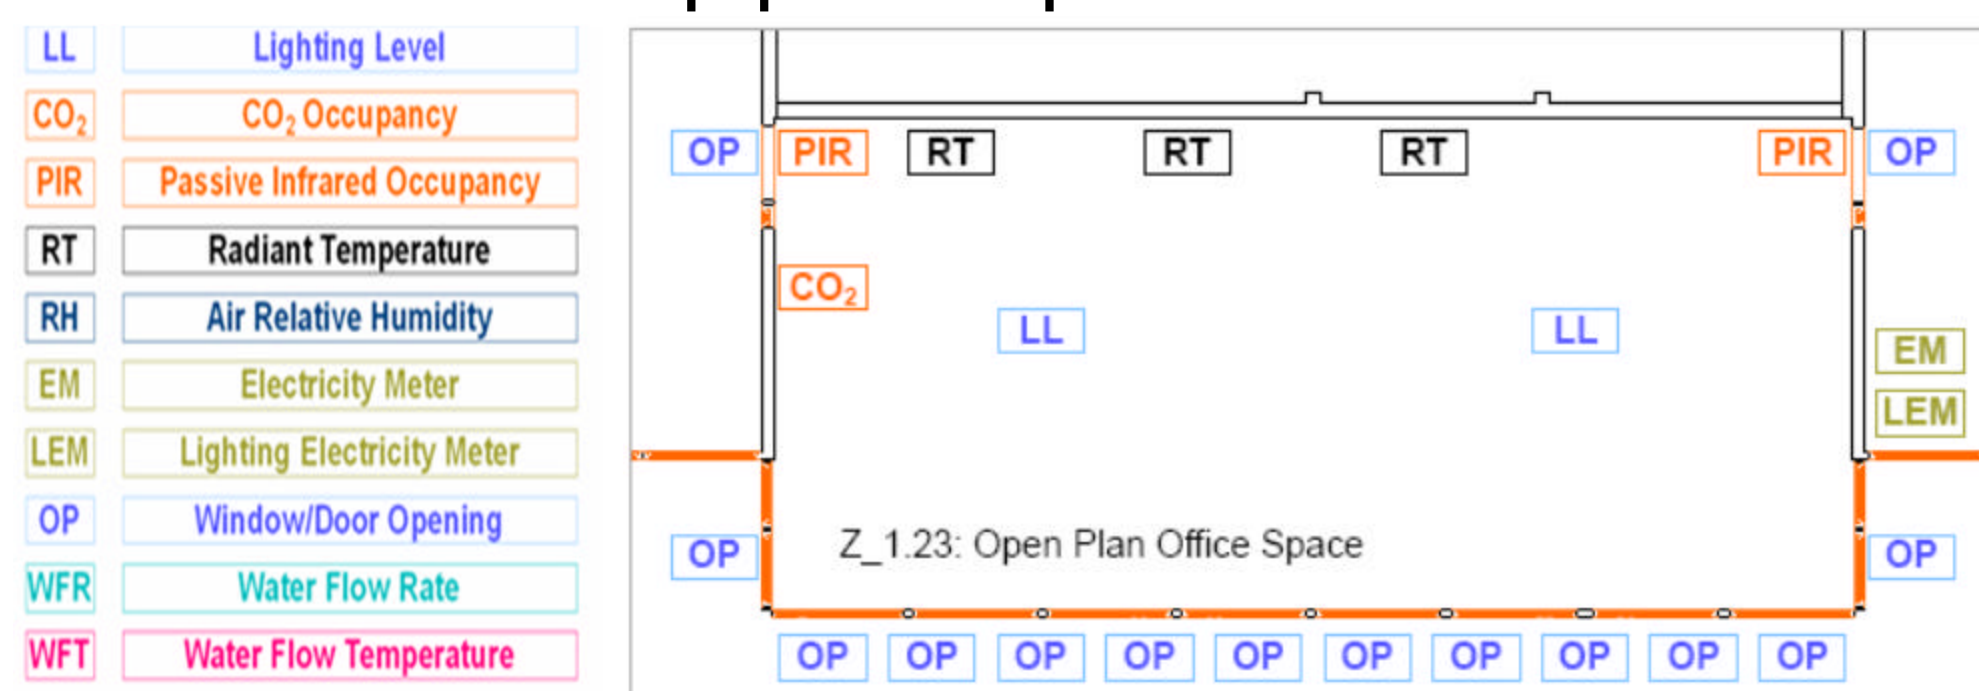 LL Lighting Level
CO₂ CO₂ Occupancy
PIR Passive Infrared Occupancy
RT Radiant Temperature
RH Air Relative Humidity
EM Electricity Meter
LEM Lighting Electricity Meter
OP Window/Door Opening
WFR Water Flow Rate
WFT Water Flow Temperature
OP PIR RT RT RT PIR OP
CO₂
LL LL
EM
LEM
Z_1.23: Open Plan Office Space
OP OP
OP OP OP OP OP OP OP OP OP OP